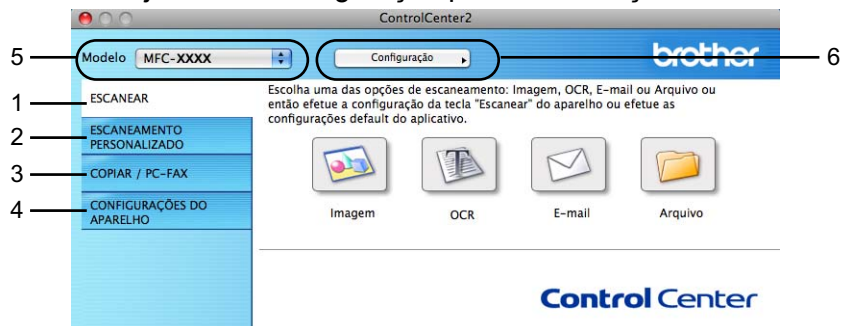 ControlCenter2
5
Modelo MFC-XXXX
Configuração
brother
6
1
ESCANEAR
Escolha uma das opções de escaneamento: Imagem, OCR, E-mail ou Arquivo ou
então efetue a configuração da tecla "Escanear" do aparelho ou efetue as
configurações default do aplicativo.
2
ESCANEAMENTO
PERSONALIZADO
3
COPIAR / PC-FAX
4
CONFIGURAÇÕES DO
APARELHO
Imagem
OCR
E-mail
Arquivo
Control Center